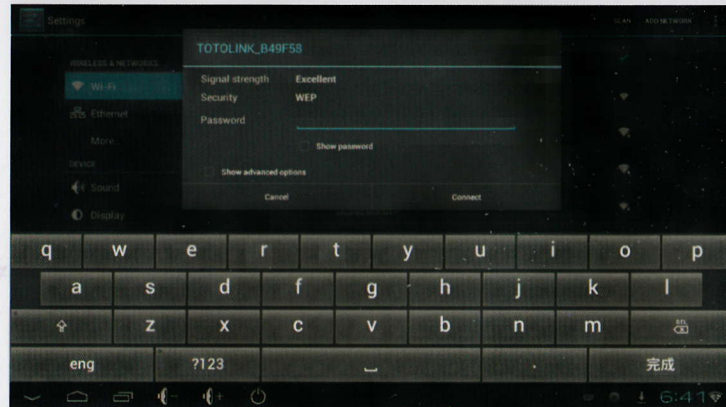 Settings
SCAN ADD NETWORK
TOTOLINK_B49F58
WIRELESS & NETWORKS
Wi-Fi
Signal strength Excellent
Security WEP
Ethernet
Password
More...
Show password
DEVICE
Show advanced options
Sound
Cancel Connect
Display
q w e r t y u i o p
a s d f g h j k l
z x c v b n m DEL
eng ?123 . 完成
6:41